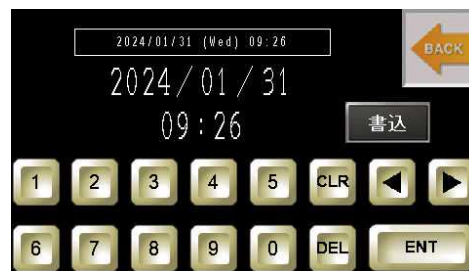 2024/01/31 (Wed) 09:26
BACK
2024/01/31
09:26
書込
1 2 3 4 5 CLR ◀ ▶
6 7 8 9 0 DEL ENT